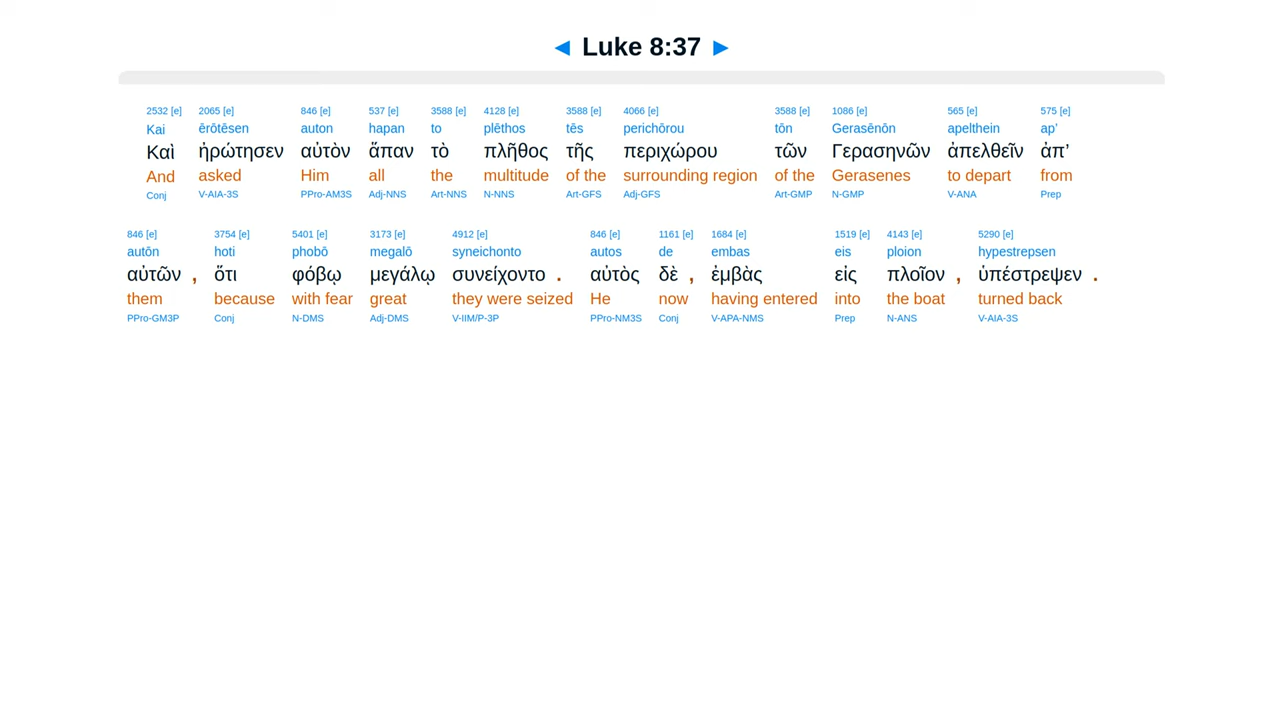 ◄ Luke 8:37 ►
2532 [e] 2065 [e] 846 [e] 537 [e] 3588 [e] 4128 [e] 3588 [e] 4066 [e] 3588 [e] 1086 [e] 565 [e] 575 [e]
Kai ērōtēsen auton hapan to plēthos tēs perichōrou tōn Gerasēnōn apelthein ap’
Καὶ ἠρώτησεν αὐτὸν ἅπαν τὸ πλῆθος τῆς περιχώρου τῶν Γερασηνῶν ἀπελθεῖν ἀπ’
And asked Him all the multitude of the surrounding region of the Gerasenes to depart from
Conj V-AIA-3S PPro-AM3S Adj-NNS Art-NNS N-NNS Art-GFS Adj-GFS Art-GMP N-GMP V-ANA Prep
846 [e] 3754 [e] 5401 [e] 3173 [e] 4912 [e] 846 [e] 1161 [e] 1684 [e] 1519 [e] 4143 [e] 5290 [e]
autōn hoti phobō megalō syneichonto autos de embas eis ploion hypestrepsen
αὐτῶν , ὅτι φόβῳ μεγάλῳ συνείχοντο . αὐτὸς δὲ , ἐμβὰς εἰς πλοῖον , ὑπέστρεψεν .
them because with fear great they were seized He now having entered into the boat turned back
PPro-GM3P Conj N-DMS Adj-DMS V-IIM/P-3P PPro-NM3S Conj V-APA-NMS Prep N-ANS V-AIA-3S